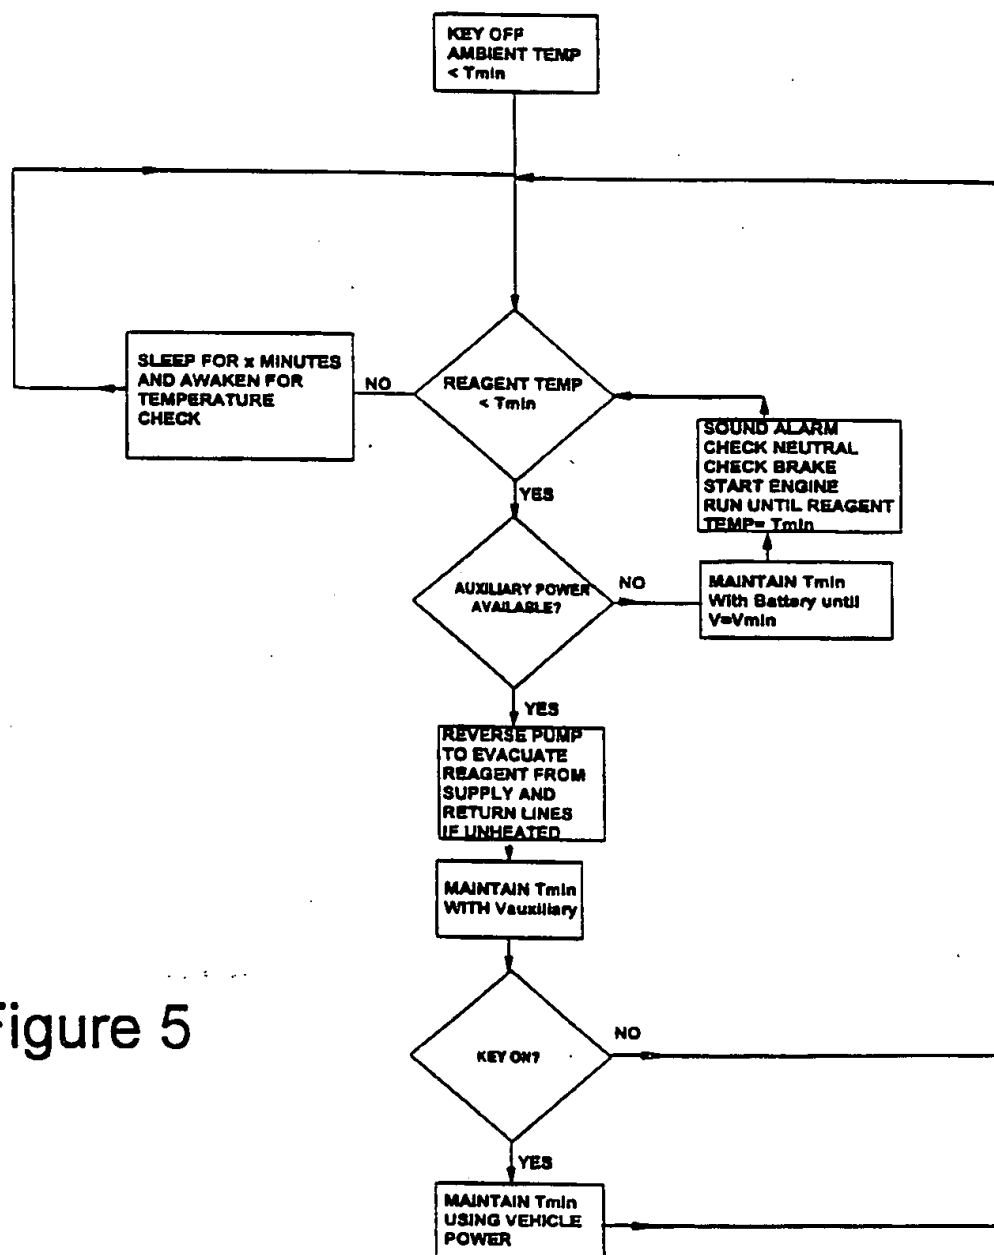 KEY OFF
AMBIENT TEMP
< Tmin
SLEEP FOR x MINUTES
AND AWAKEN FOR
TEMPERATURE
CHECK
NO
REAGENT TEMP
< Tmin
SOUND ALARM
CHECK NEUTRAL
CHECK BRAKE
START ENGINE
RUN UNTIL REAGENT
TEMP= Tmin
YES
AUXILIARY POWER
AVAILABLE?
NO
MAINTAIN Tmin
With Battery until
V=Vmin
YES
REVERSE PUMP
TO EVACUATE
REAGENT FROM
SUPPLY AND
RETURN LINES
IF UNHEATED
MAINTAIN Tmin
WITH Vauxiliary
Figure 5
KEY ON?
NO
YES
MAINTAIN Tmin
USING VEHICLE
POWER